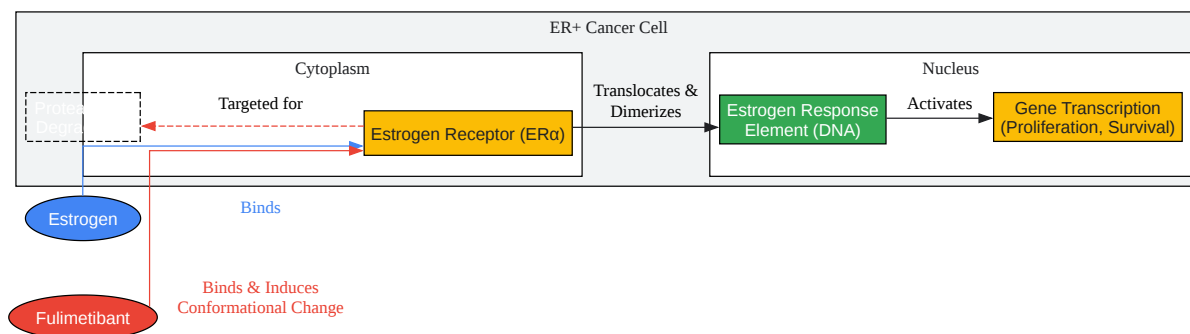 ER+ Cancer Cell
Cytoplasm
Nucleus
Targeted for
Estrogen Receptor (ERα)
Translocates &
Dimerizes
Estrogen Response
Element (DNA)
Activates
Gene Transcription
(Proliferation, Survival)
Estrogen
Binds
Binds & Induces
Conformational Change
Fulimetibant